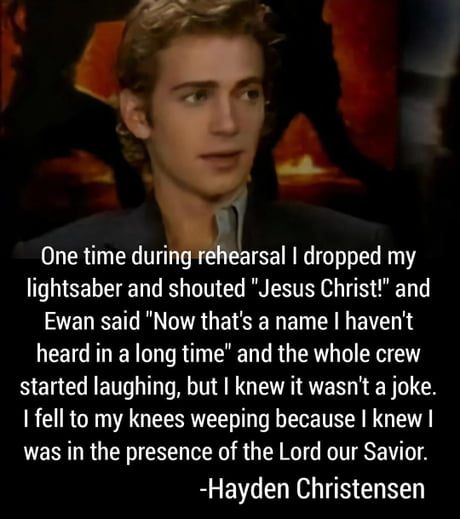 One time during rehearsal I dropped my
lightsaber and shouted "Jesus Christ!" and
Ewan said "Now that's a name I haven't
heard in a long time" and the whole crew
started laughing, but I knew it wasn't a joke.
I fell to my knees weeping because I knew I
was in the presence of the Lord our Savior.
-Hayden Christensen